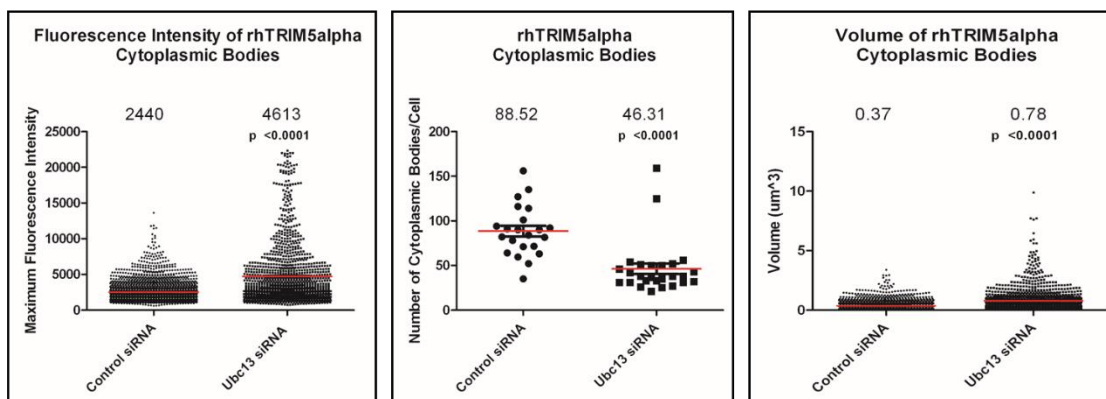 Fluorescence Intensity of rhTRIM5alpha
Cytoplasmic Bodies
2440
4613
p <0.0001
Maximum Fluorescence Intensity
25000
20000
15000
10000
5000
0
Control siRNA
Ubc13 siRNA
rhTRIM5alpha
Cytoplasmic Bodies
88.52
46.31
p <0.0001
Number of Cytoplasmic Bodies/Cell
200
150
100
50
0
Control siRNA
Ubc13 siRNA
Volume of rhTRIM5alpha
Cytoplasmic Bodies
0.37
0.78
p <0.0001
Volume (um^3)
15
10
5
0
Control siRNA
Ubc13 siRNA